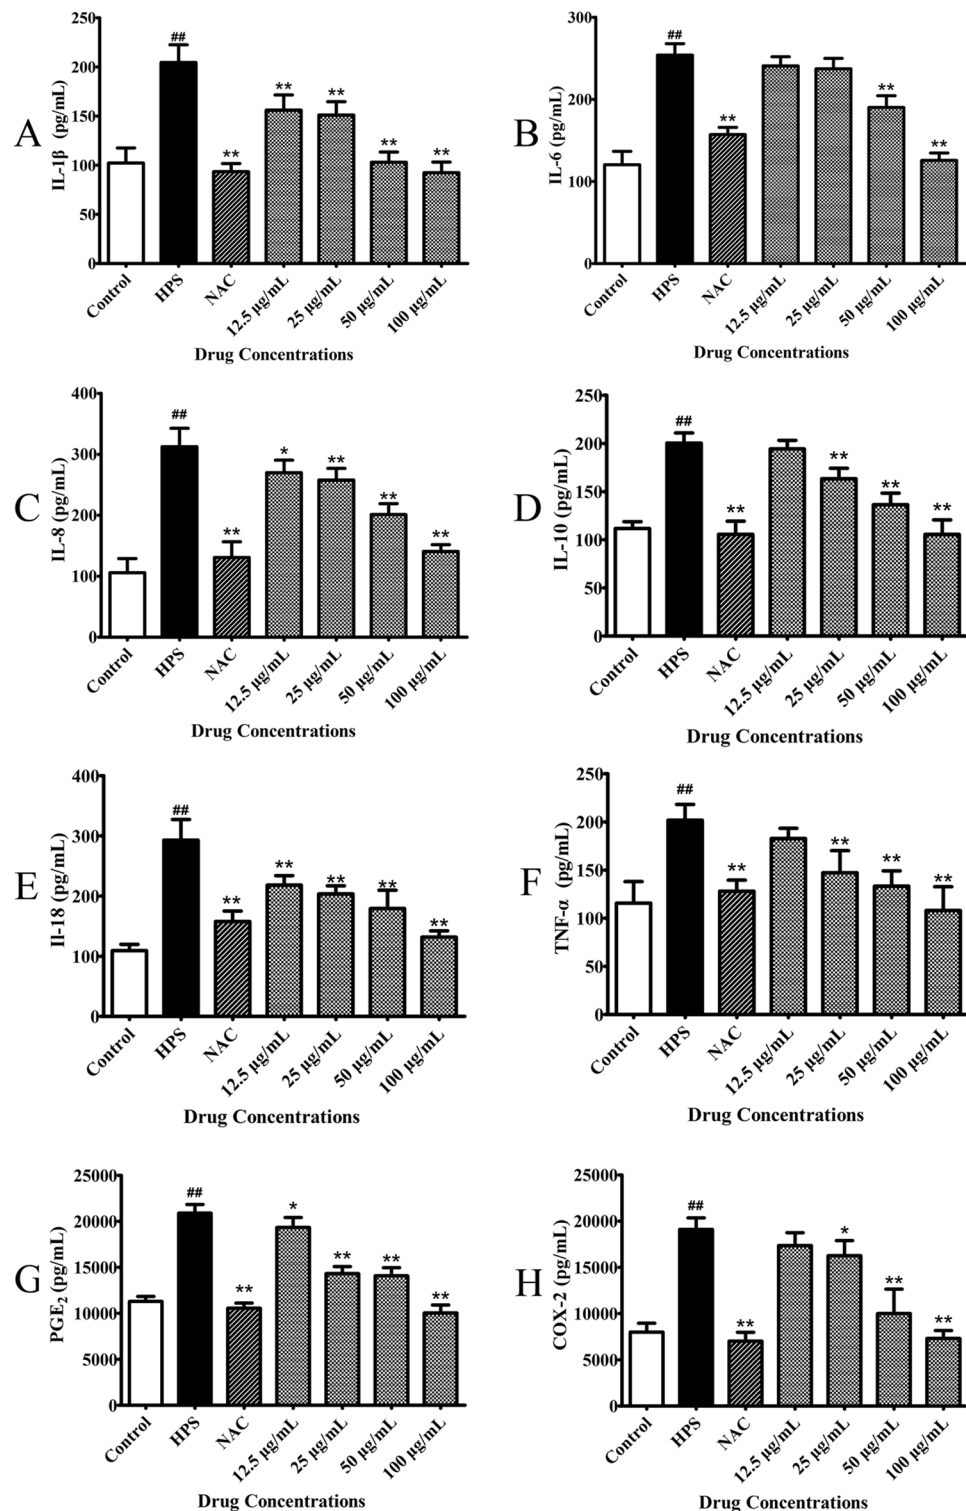 A
IL-1β (pg/mL)
250
200
150
100
50
0
##
**
**
**
**
**
Control
HPS
NAC
12.5 μg/mL
25 μg/mL
50 μg/mL
100 μg/mL
Drug Concentrations
B
IL-6 (pg/mL)
300
200
100
0
##
**
**
**
Control
HPS
NAC
12.5 μg/mL
25 μg/mL
50 μg/mL
100 μg/mL
Drug Concentrations
C
IL-8 (pg/mL)
400
300
200
100
0
##
**
*
**
**
**
Control
HPS
NAC
12.5 μg/mL
25 μg/mL
50 μg/mL
100 μg/mL
Drug Concentrations
D
IL-10 (pg/mL)
250
200
150
100
50
0
##
**
**
**
**
Control
HPS
NAC
12.5 μg/mL
25 μg/mL
50 μg/mL
100 μg/mL
Drug Concentrations
E
Il-18 (pg/mL)
400
300
200
100
0
##
**
**
**
**
**
Control
HPS
NAC
12.5 μg/mL
25 μg/mL
50 μg/mL
100 μg/mL
Drug Concentrations
F
TNF-α (pg/mL)
250
200
150
100
50
0
##
**
**
**
**
Control
HPS
NAC
12.5 μg/mL
25 μg/mL
50 μg/mL
100 μg/mL
Drug Concentrations
G
PGE₂ (pg/mL)
25000
20000
15000
10000
5000
0
##
**
*
**
**
**
Control
HPS
NAC
12.5 μg/mL
25 μg/mL
50 μg/mL
100 μg/mL
Drug Concentrations
H
COX-2 (pg/mL)
25000
20000
15000
10000
5000
0
##
**
*
**
**
Control
HPS
NAC
12.5 μg/mL
25 μg/mL
50 μg/mL
100 μg/mL
Drug Concentrations